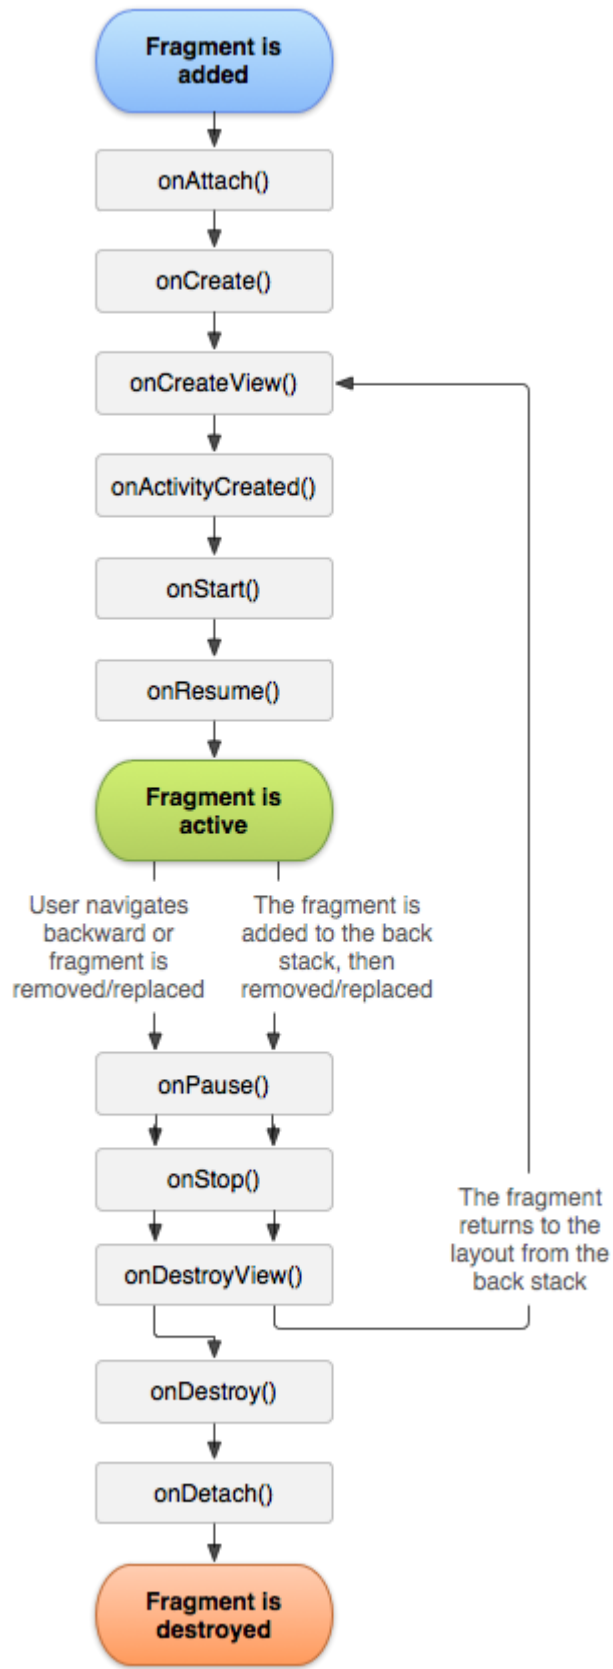 Fragment is
added
onAttach()
onCreate()
onCreateView()
onActivityCreated()
onStart()
onResume()
Fragment is
active
User navigates
backward or
fragment is
removed/replaced
The fragment is
added to the back
stack, then
removed/replaced
onPause()
onStop()
onDestroyView()
The fragment
returns to the
layout from the
back stack
onDestroy()
onDetach()
Fragment is
destroyed